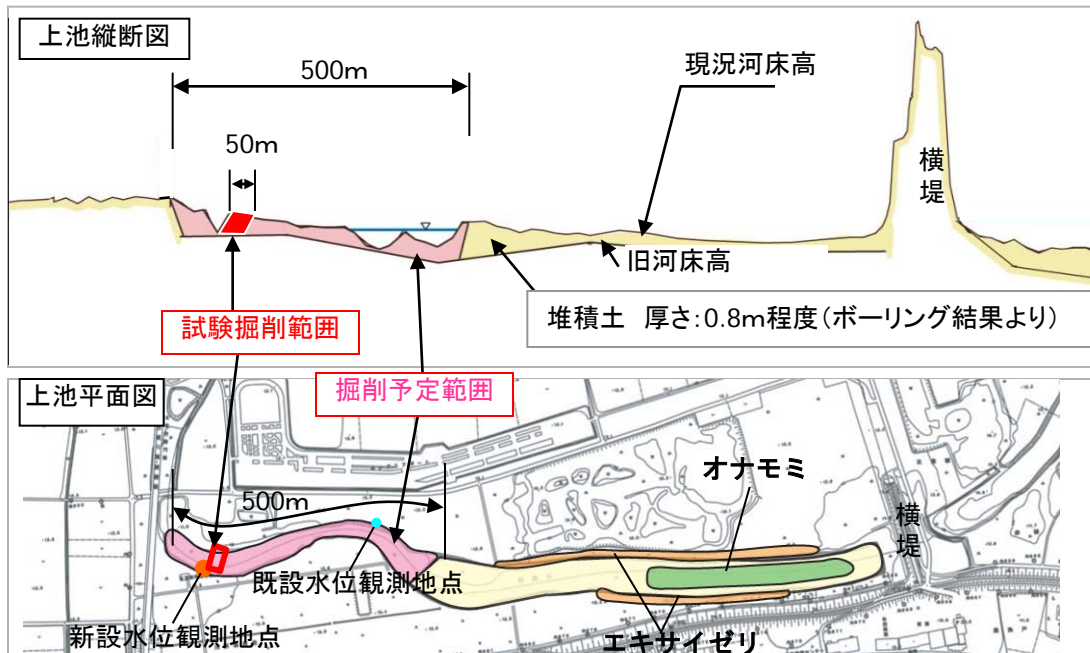 上池縦断図
500m
現況河床高
50m
横堤
旧河床高
堆積土 厚さ:0.8m程度(ボーリング結果より)
試験掘削範囲
掘削予定範囲
上池平面図
オナモミ
500m
横堤
既設水位観測地点
新設水位観測地点
エキサイゼリ